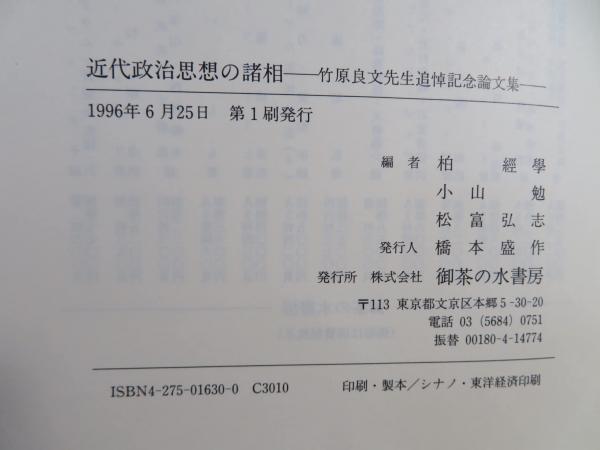 近代政治思想の諸相――竹原良文先生追悼記念論文集――
1996年6月25日 第1刷発行
編者 柏 經學
小山 勉
松富弘志
発行人 橋本盛作
発行所 株式会社 御茶の水書房
〒113 東京都文京区本郷5-30-20
電話 03 (5684) 0751
振替 00180-4-14774
ISBN4-275-01630-0 C3010 印刷・製本/シナノ・東洋経済印刷